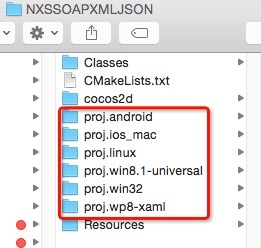 NXSSOAPXMLJSON
Classes
CMakeLists.txt
cocos2d
proj.android
proj.ios_mac
proj.linux
proj.win8.1-universal
proj.win32
proj.wp8-xaml
Resources